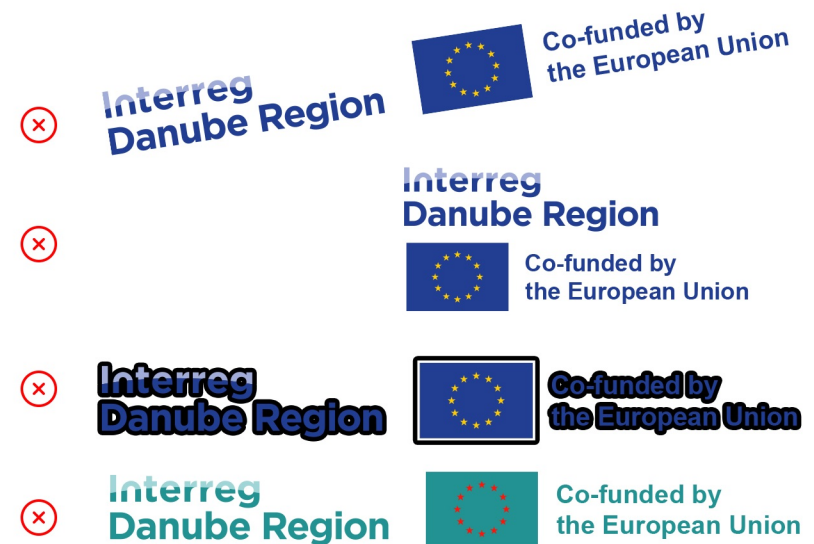 Interreg
Danube Region
Co-funded by
the European Union
Interreg
Danube Region
Co-funded by
the European Union
Interreg
Danube Region
Co-funded by
the European Union
Interreg
Danube Region
Co-funded by
the European Union